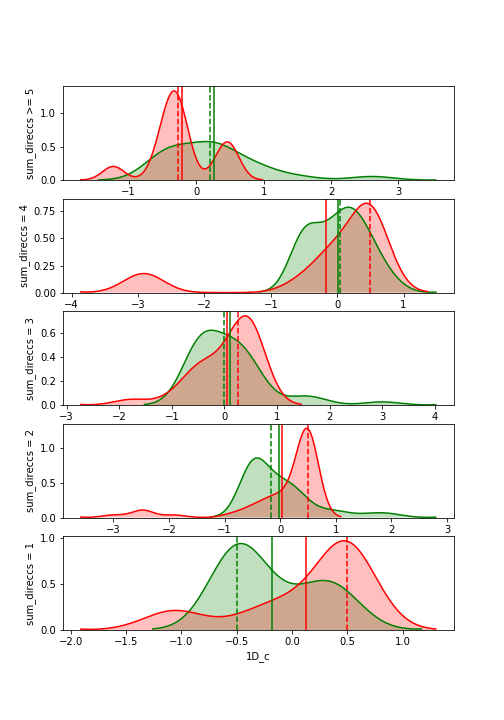 sum_direccs >= 5
1.0
0.5
0.0
−1 0 1 2 3
sum_direccs = 4
0.75
0.50
0.25
0.00
−4 −3 −2 −1 0 1
sum_direccs = 3
0.6
0.4
0.2
0.0
−3 −2 −1 0 1 2 3 4
sum_direccs = 2
1.0
0.5
0.0
−3 −2 −1 0 1 2 3
sum_direccs = 1
1.0
0.5
0.0
−2.0 −1.5 −1.0 −0.5 0.0 0.5 1.0
1D_c